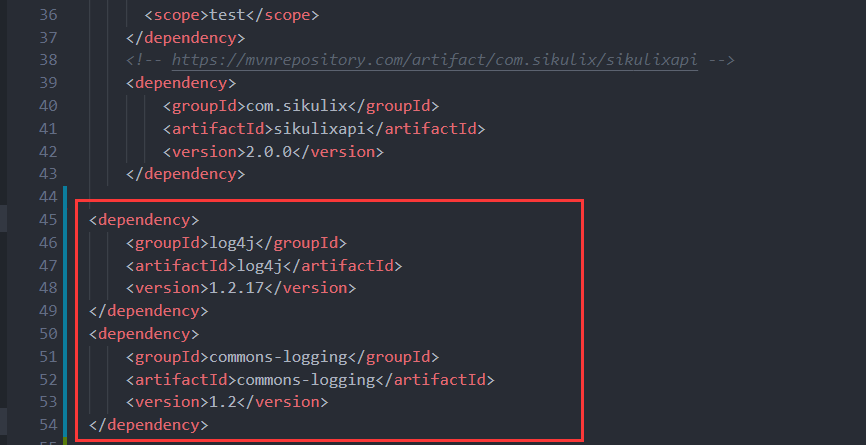 36 <scope>test</scope>
37 </dependency>
38 <!-- https://mvnrepository.com/artifact/com.sikulix/sikulixapi -->
39 <dependency>
40 <groupId>com.sikulix</groupId>
41 <artifactId>sikulixapi</artifactId>
42 <version>2.0.0</version>
43 </dependency>
44
45 <dependency>
46 <groupId>log4j</groupId>
47 <artifactId>log4j</artifactId>
48 <version>1.2.17</version>
49 </dependency>
50 <dependency>
51 <groupId>commons-logging</groupId>
52 <artifactId>commons-logging</artifactId>
53 <version>1.2</version>
54 </dependency>